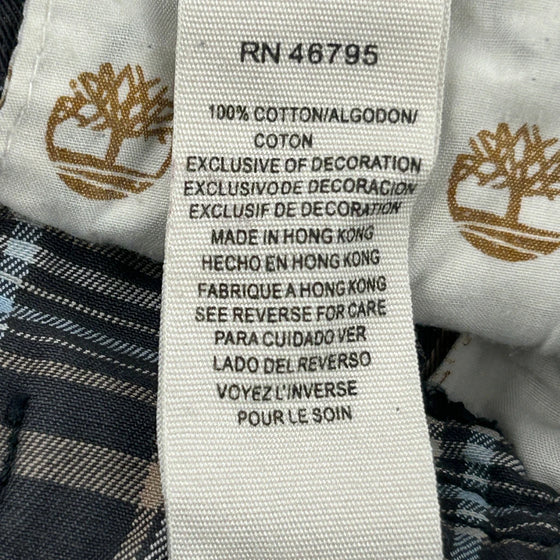 RN 46795
100% COTTON/ALGODON/
COTON
EXCLUSIVE OF DECORATION
EXCLUSIVO DE DECORACION
EXCLUSIF DE DECORATION
MADE IN HONG KONG
HECHO EN HONG KONG
FABRIQUE A HONG KONG
SEE REVERSE FOR CARE
PARA CUIDADO VER
LADO DEL REVERSO
VOYEZ L'INVERSE
POUR LE SOIN